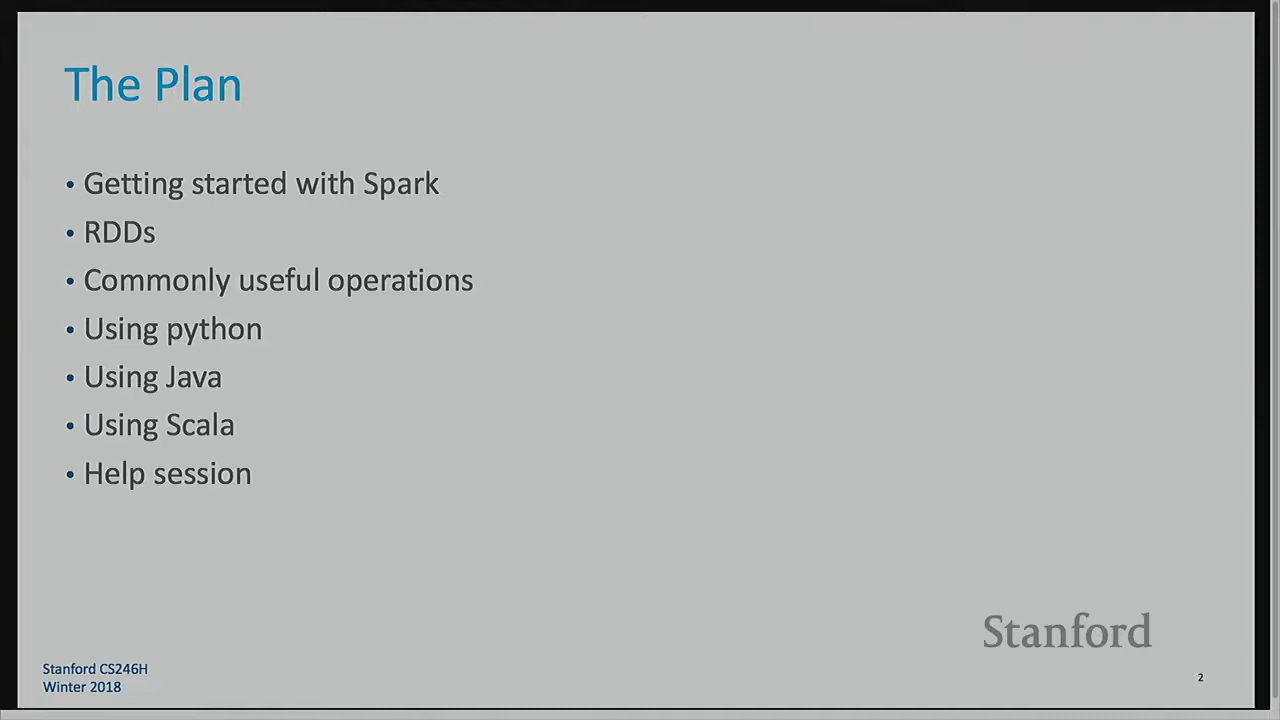 The Plan
• Getting started with Spark
• RDDs
• Commonly useful operations
• Using python
• Using Java
• Using Scala
• Help session
Stanford
Stanford CS246H
Winter 2018
2